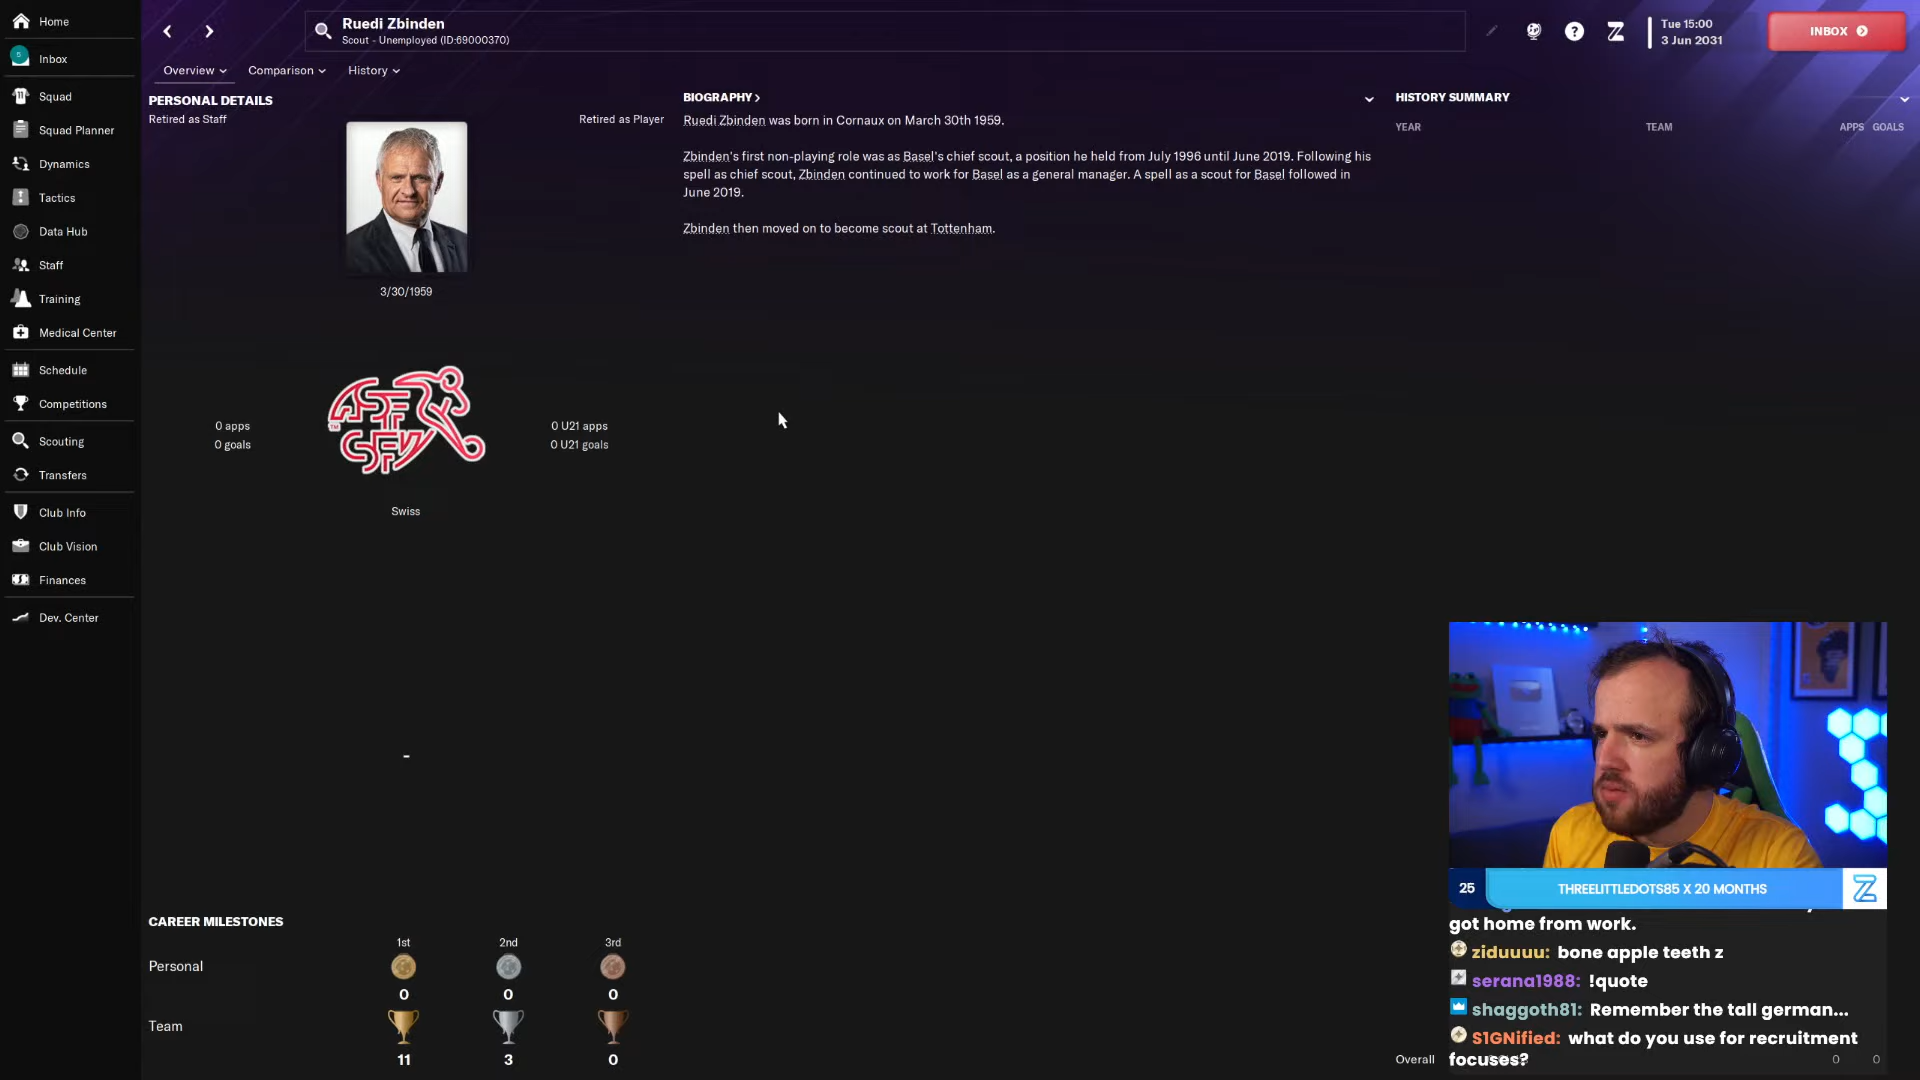 Home
Inbox
Squad
Squad Planner
Dynamics
Tactics
Data Hub
Staff
Training
Medical Center
Schedule
Competitions
Scouting
Transfers
Club Info
Club Vision
Finances
Dev. Center
Ruedi Zbinden
Scout - Unemployed (ID:69000370)
Tue 15:00
3 Jun 2031
INBOX
Overview
Comparison
History
PERSONAL DETAILS
Retired as Staff
Retired as Player
3/30/1959
0 apps
0 goals
ASF
SFV
TM
0 U21 apps
0 U21 goals
Swiss
-
BIOGRAPHY
Ruedi Zbinden was born in Cornaux on March 30th 1959.
Zbinden's first non-playing role was as Basel's chief scout, a position he held from July 1996 until June 2019. Following his
spell as chief scout, Zbinden continued to work for Basel as a general manager. A spell as a scout for Basel followed in
June 2019.
Zbinden then moved on to become scout at Tottenham.
HISTORY SUMMARY
YEAR TEAM APPS GOALS
CAREER MILESTONES
1st 2nd 3rd
Personal
0 0 0
Team
11 3 0
25 THREELITTLEDOTS85 X 20 MONTHS Z
got home from work.
ziduuuu: bone apple teeth z
serana1988: !quote
shaggoth81: Remember the tall german...
S1GNified: what do you use for recruitment
focuses?
Overall 0 0